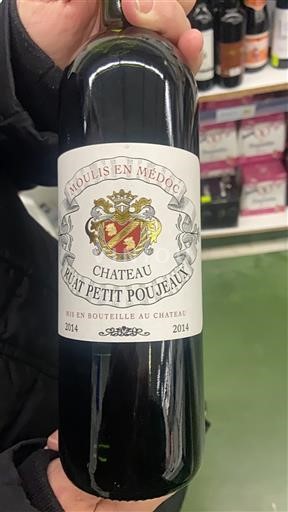 MOULIS EN MÉDOC
CHATEAU
RUAT PETIT POUJEAUX
MIS EN BOUTEILLE AU CHATEAU
2014 2014